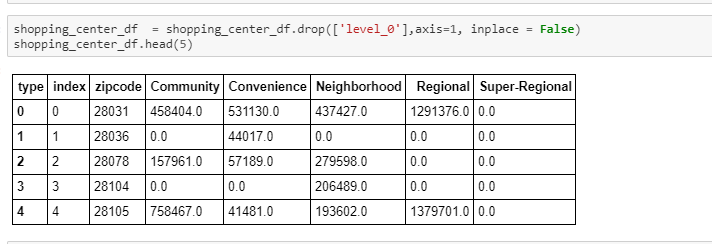 shopping_center_df  = shopping_center_df.drop(['level_0'],axis=1, inplace = False)
shopping_center_df.head(5)
type index zipcode Community Convenience Neighborhood Regional Super-Regional
0 0 28031 458404.0 531130.0 437427.0 1291376.0 0.0
1 1 28036 0.0 44017.0 0.0 0.0 0.0
2 2 28078 157961.0 57189.0 279598.0 0.0 0.0
3 3 28104 0.0 0.0 206489.0 0.0 0.0
4 4 28105 758467.0 41481.0 193602.0 1379701.0 0.0